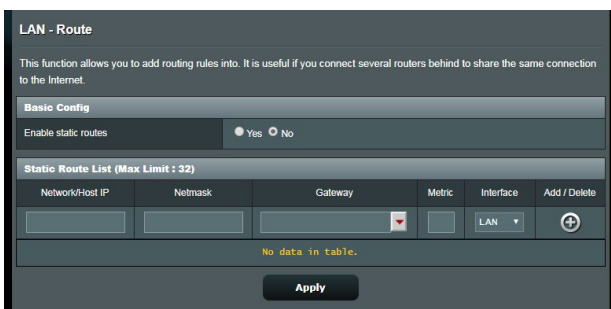 LAN - Route
This function allows you to add routing rules into. It is useful if you connect several routers behind to share the same connection
to the Internet.
Basic Config
Enable static routes Yes No
Static Route List (Max Limit : 32)
Network/Host IP Netmask Gateway Metric Interface Add / Delete
LAN
No data in table.
Apply